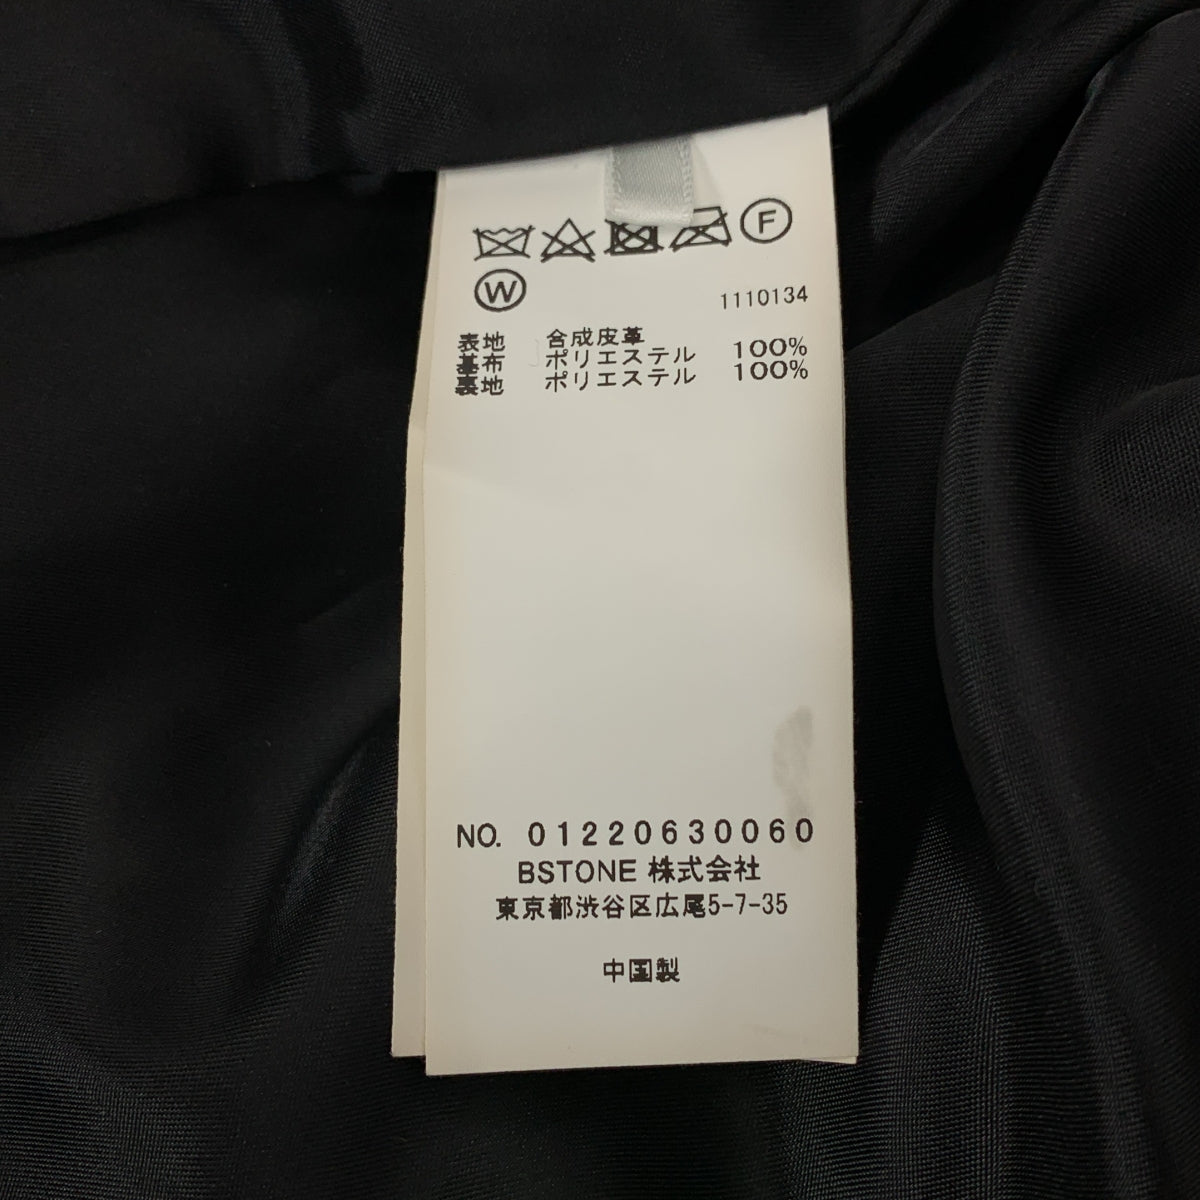 F
W
1110134
表地 合成皮革
基布 ポリエステル 100%
裏地 ポリエステル 100%
NO. 01220630060
BSTONE 株式会社
東京都渋谷区広尾5-7-35
中国製